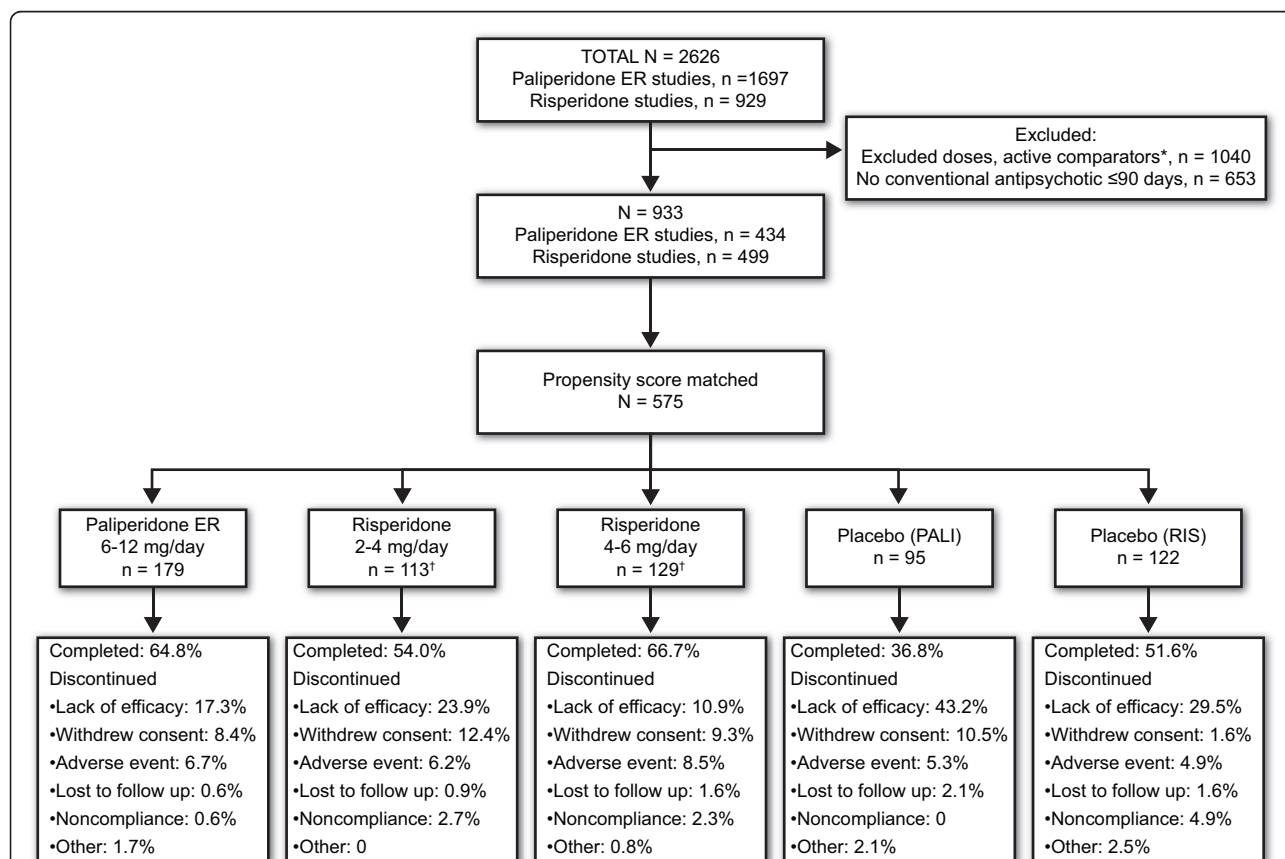 TOTAL N = 2626
Paliperidone ER studies, n =1697
Risperidone studies, n = 929
Excluded:
Excluded doses, active comparators*, n = 1040
No conventional antipsychotic ≤90 days, n = 653
N = 933
Paliperidone ER studies, n = 434
Risperidone studies, n = 499
Propensity score matched
N = 575
Paliperidone ER
6-12 mg/day
n = 179
Risperidone
2-4 mg/day
n = 113†
Risperidone
4-6 mg/day
n = 129†
Placebo (PALI)
n = 95
Placebo (RIS)
n = 122
Completed: 64.8%
Discontinued
•Lack of efficacy: 17.3%
•Withdrew consent: 8.4%
•Adverse event: 6.7%
•Lost to follow up: 0.6%
•Noncompliance: 0.6%
•Other: 1.7%
Completed: 54.0%
Discontinued
•Lack of efficacy: 23.9%
•Withdrew consent: 12.4%
•Adverse event: 6.2%
•Lost to follow up: 0.9%
•Noncompliance: 2.7%
•Other: 0
Completed: 66.7%
Discontinued
•Lack of efficacy: 10.9%
•Withdrew consent: 9.3%
•Adverse event: 8.5%
•Lost to follow up: 1.6%
•Noncompliance: 2.3%
•Other: 0.8%
Completed: 36.8%
Discontinued
•Lack of efficacy: 43.2%
•Withdrew consent: 10.5%
•Adverse event: 5.3%
•Lost to follow up: 2.1%
•Noncompliance: 0
•Other: 2.1%
Completed: 51.6%
Discontinued
•Lack of efficacy: 29.5%
•Withdrew consent: 1.6%
•Adverse event: 4.9%
•Lost to follow up: 1.6%
•Noncompliance: 4.9%
•Other: 2.5%